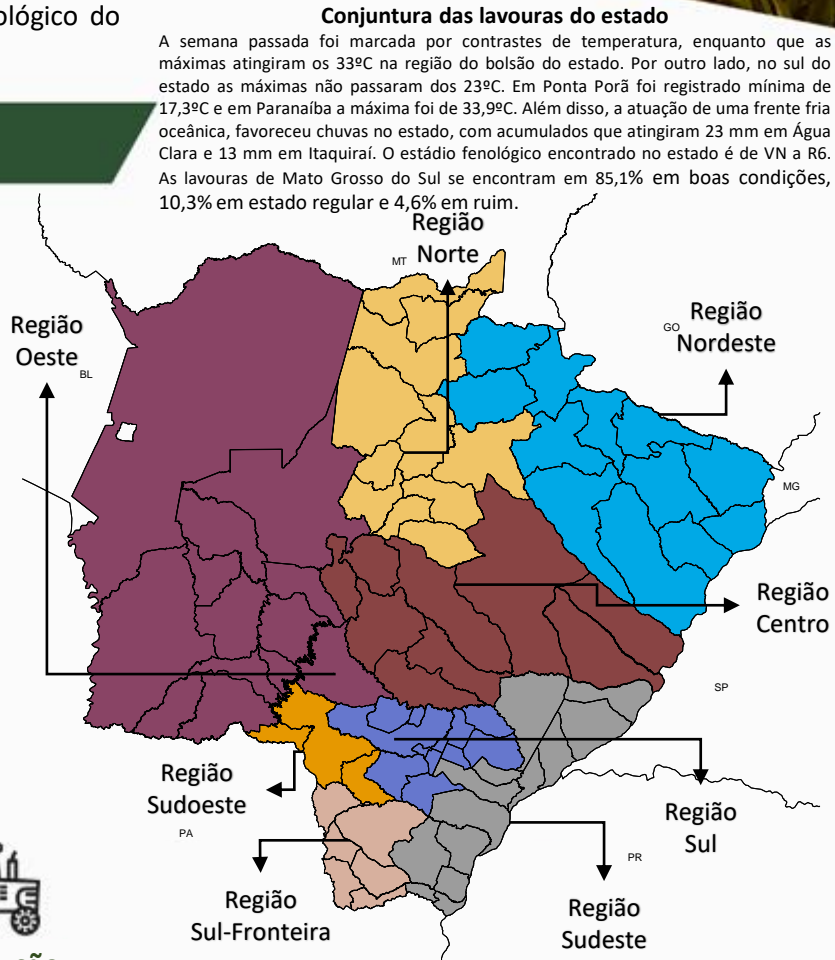 ológico do
Conjuntura das lavouras do estado
A semana passada foi marcada por contrastes de temperatura, enquanto que as
máximas atingiram os 33ºC na região do bolsão do estado. Por outro lado, no sul do
estado as máximas não passaram dos 23ºC. Em Ponta Porã foi registrado mínima de
17,3ºC e em Paranaíba a máxima foi de 33,9ºC. Além disso, a atuação de uma frente fria
oceânica, favoreceu chuvas no estado, com acumulados que atingiram 23 mm em Água
Clara e 13 mm em Itaquiraí. O estádio fenológico encontrado no estado é de VN a R6.
As lavouras de Mato Grosso do Sul se encontram em 85,1% em boas condições,
10,3% em estado regular e 4,6% em ruim.
Região
Norte
MT
Região
Nordeste
GO
Região
Oeste
BL
MG
Região
Centro
SP
Região
Sudoeste
PA
Região
Sul
PR
Região
Sul-Fronteira
Região
Sudeste